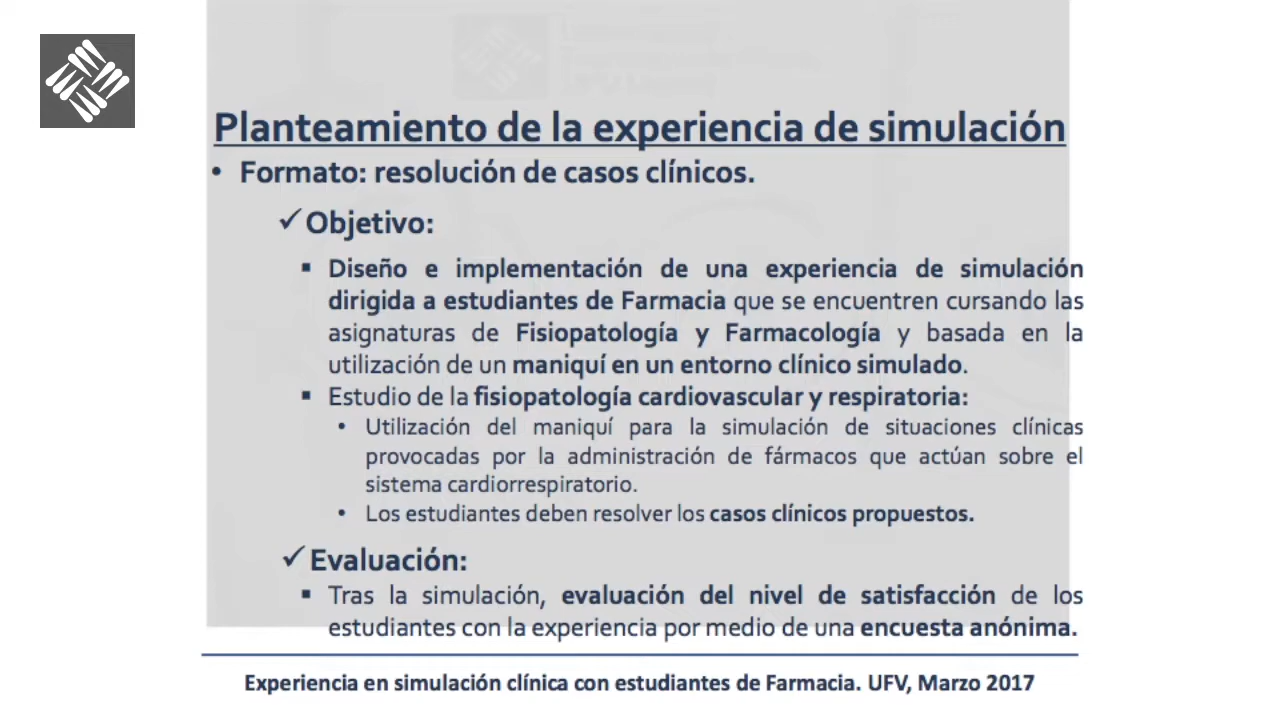 Planteamiento de la experiencia de simulación
• Formato: resolución de casos clínicos.
✓ Objetivo:
▪ Diseño e implementación de una experiencia de simulación
dirigida a estudiantes de Farmacia que se encuentren cursando las
asignaturas de Fisiopatología y Farmacología y basada en la
utilización de un maniquí en un entorno clínico simulado.
▪ Estudio de la fisiopatología cardiovascular y respiratoria:
• Utilización del maniquí para la simulación de situaciones clínicas
provocadas por la administración de fármacos que actúan sobre el
sistema cardiorrespiratorio.
• Los estudiantes deben resolver los casos clínicos propuestos.
✓ Evaluación:
▪ Tras la simulación, evaluación del nivel de satisfacción de los
estudiantes con la experiencia por medio de una encuesta anónima.
Experiencia en simulación clínica con estudiantes de Farmacia. UFV, Marzo 2017